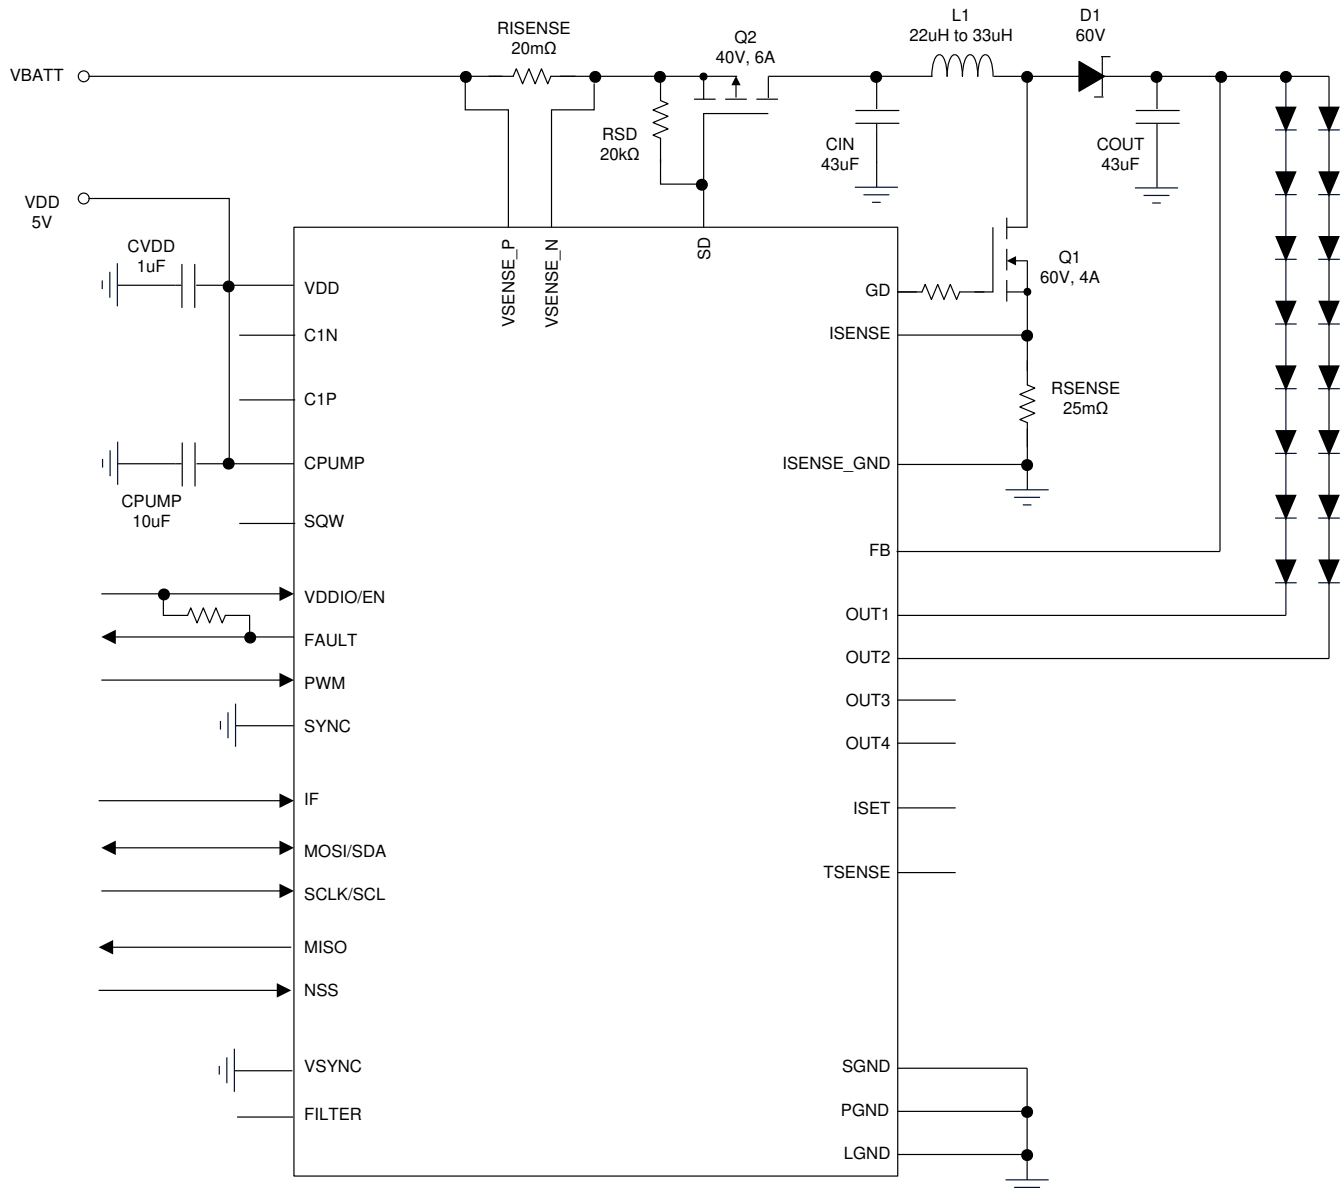 VBATT
RISENSE
20mΩ
Q2
40V, 6A
L1
22uH to 33uH
D1
60V
RSD
20kΩ
CIN
43uF
COUT
43uF
VDD
5V
CVDD
1uF
VSENSE_P
VSENSE_N
SD
VDD
C1N
C1P
CPUMP
CPUMP
10uF
SQW
VDDIO/EN
FAULT
PWM
SYNC
IF
MOSI/SDA
SCLK/SCL
MISO
NSS
VSYNC
FILTER
GD
Q1
60V, 4A
ISENSE
RSENSE
25mΩ
ISENSE_GND
FB
OUT1
OUT2
OUT3
OUT4
ISET
TSENSE
SGND
PGND
LGND